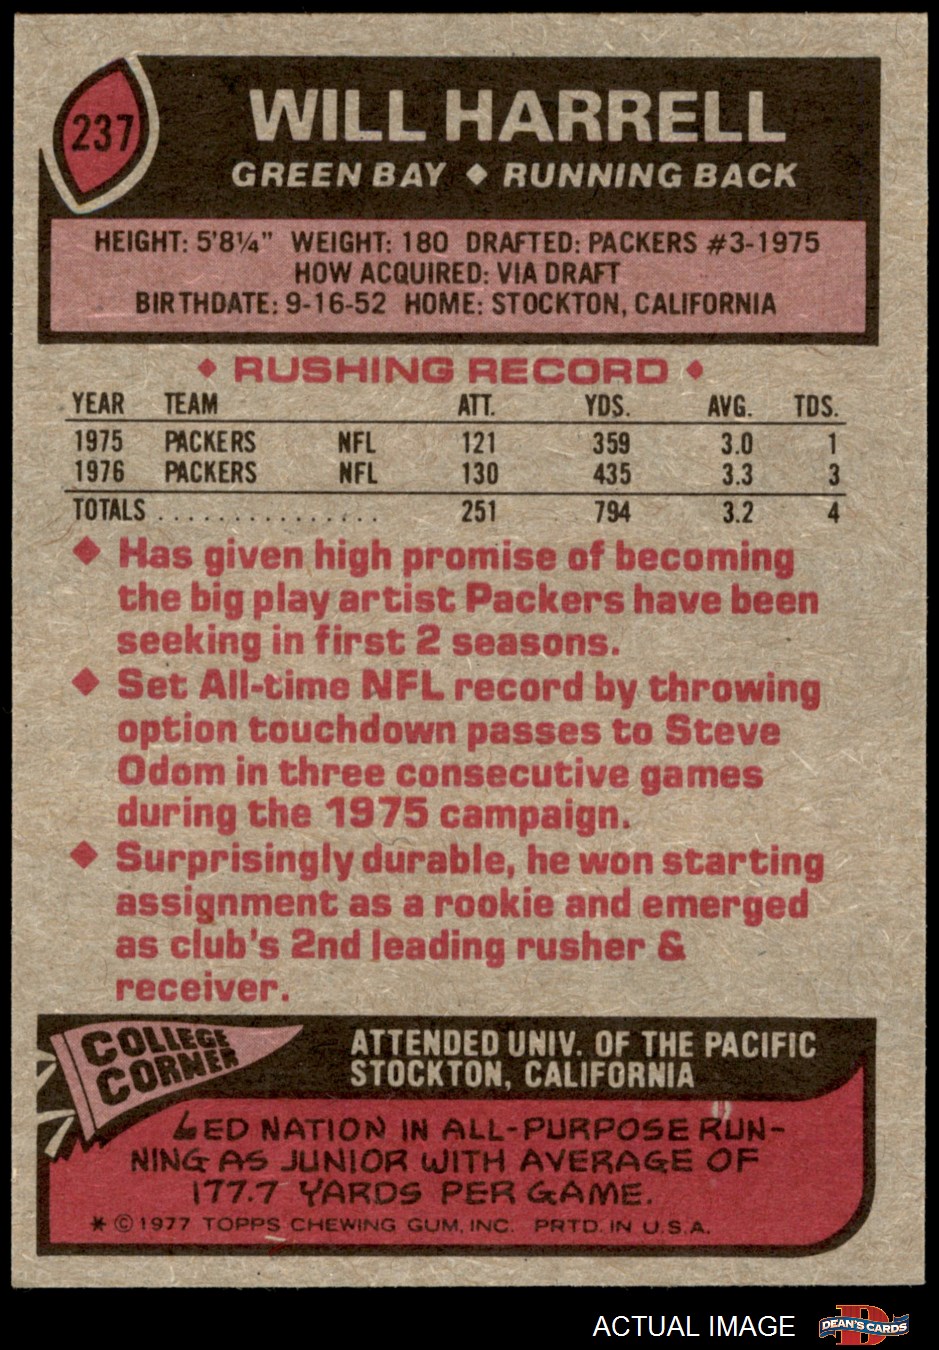 237
WILL HARRELL
GREEN BAY ◆ RUNNING BACK
HEIGHT: 5'8¼" WEIGHT: 180 DRAFTED: PACKERS #3-1975
HOW ACQUIRED: VIA DRAFT
BIRTHDATE: 9-16-52 HOME: STOCKTON, CALIFORNIA
◆ RUSHING RECORD ◆
YEAR TEAM ATT. YDS. AVG. TDS.
1975 PACKERS NFL 121 359 3.0 1
1976 PACKERS NFL 130 435 3.3 3
TOTALS ................ 251 794 3.2 4
◆ Has given high promise of becoming
the big play artist Packers have been
seeking in first 2 seasons.
◆ Set All-time NFL record by throwing
option touchdown passes to Steve
Odom in three consecutive games
during the 1975 campaign.
◆ Surprisingly durable, he won starting
assignment as a rookie and emerged
as club's 2nd leading rusher &
receiver.
COLLEGE
CORNER
ATTENDED UNIV. OF THE PACIFIC
STOCKTON, CALIFORNIA
LED NATION IN ALL-PURPOSE RUN-
NING AS JUNIOR WITH AVERAGE OF
177.7 YARDS PER GAME.
* © 1977 TOPPS CHEWING GUM, INC. PRTD. IN U.S.A.
ACTUAL IMAGE
D
DEAN'S CARDS